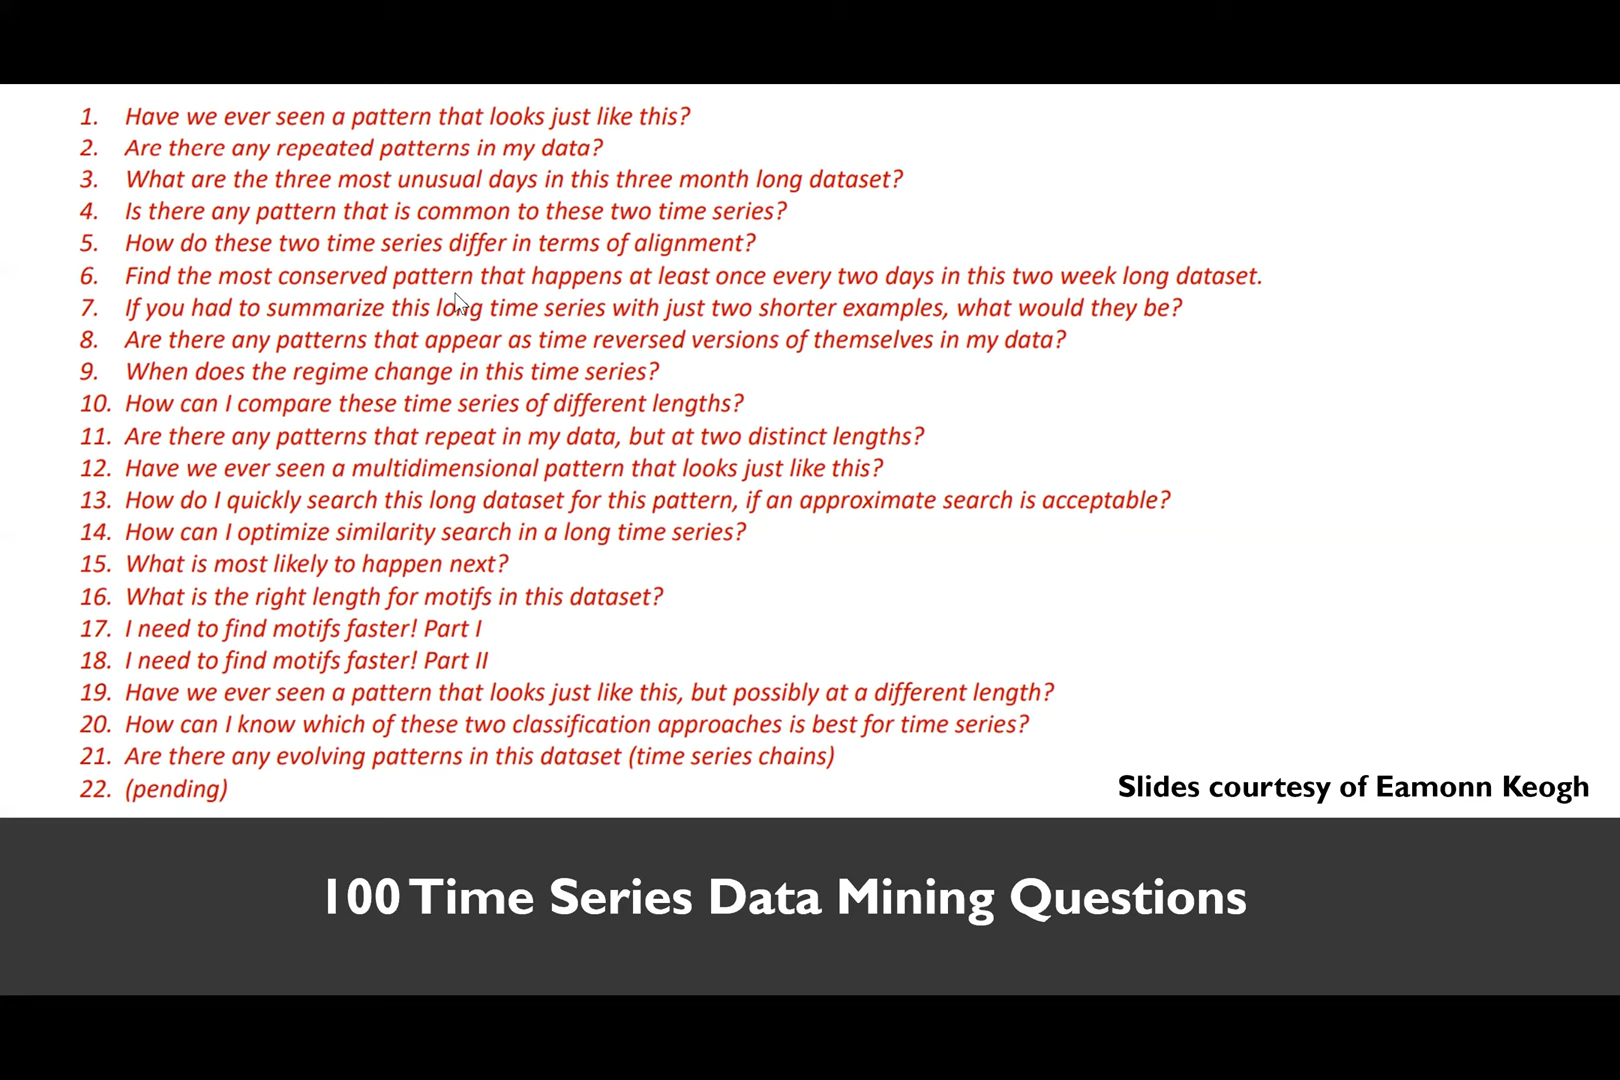 1. Have we ever seen a pattern that looks just like this?
2. Are there any repeated patterns in my data?
3. What are the three most unusual days in this three month long dataset?
4. Is there any pattern that is common to these two time series?
5. How do these two time series differ in terms of alignment?
6. Find the most conserved pattern that happens at least once every two days in this two week long dataset.
7. If you had to summarize this long time series with just two shorter examples, what would they be?
8. Are there any patterns that appear as time reversed versions of themselves in my data?
9. When does the regime change in this time series?
10. How can I compare these time series of different lengths?
11. Are there any patterns that repeat in my data, but at two distinct lengths?
12. Have we ever seen a multidimensional pattern that looks just like this?
13. How do I quickly search this long dataset for this pattern, if an approximate search is acceptable?
14. How can I optimize similarity search in a long time series?
15. What is most likely to happen next?
16. What is the right length for motifs in this dataset?
17. I need to find motifs faster! Part I
18. I need to find motifs faster! Part II
19. Have we ever seen a pattern that looks just like this, but possibly at a different length?
20. How can I know which of these two classification approaches is best for time series?
21. Are there any evolving patterns in this dataset (time series chains)
22. (pending)
Slides courtesy of Eamonn Keogh
100 Time Series Data Mining Questions